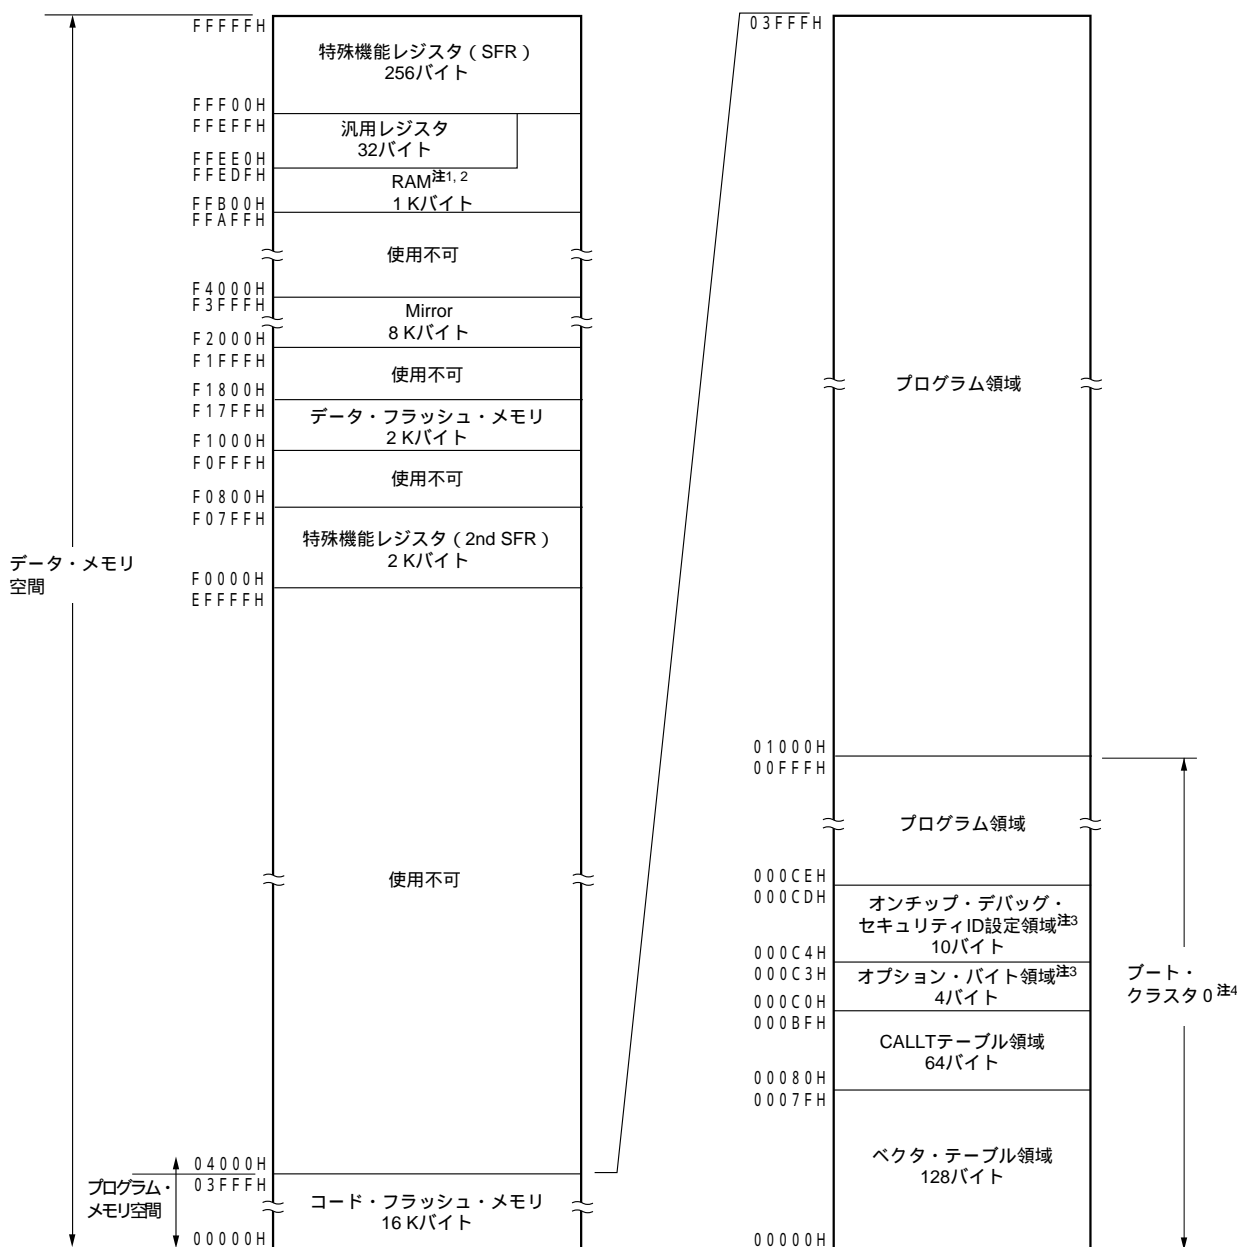 FFFFFH
特殊機能レジスタ(SFR)
256バイト
FFF00H
FFEFFH
汎用レジスタ
32バイト
FFEE0H
FFEDFH
RAM注1, 2
1 Kバイト
FFB00H
FFAFFH
使用不可
F4000H
F3FFFH
Mirror
8 Kバイト
F2000H
F1FFFH
使用不可
F1800H
F17FFH
データ・フラッシュ・メモリ
2 Kバイト
F1000H
F0FFFH
使用不可
F0800H
F07FFH
特殊機能レジスタ(2nd SFR)
2 Kバイト
データ・メモリ
空間
F0000H
EFFFFH
使用不可
04000H
03FFFH
プログラム・
メモリ空間
コード・フラッシュ・メモリ
16 Kバイト
00000H
03FFFH
プログラム領域
01000H
00FFFH
プログラム領域
000CEH
000CDH
オンチップ・デバッグ・
セキュリティID設定領域注3
10バイト
000C4H
000C3H
オプション・バイト領域注3
4バイト
000C0H
000BFH
ブート・
クラスタ0注4
CALLTテーブル領域
64バイト
00080H
0007FH
ベクタ・テーブル領域
128バイト
00000H